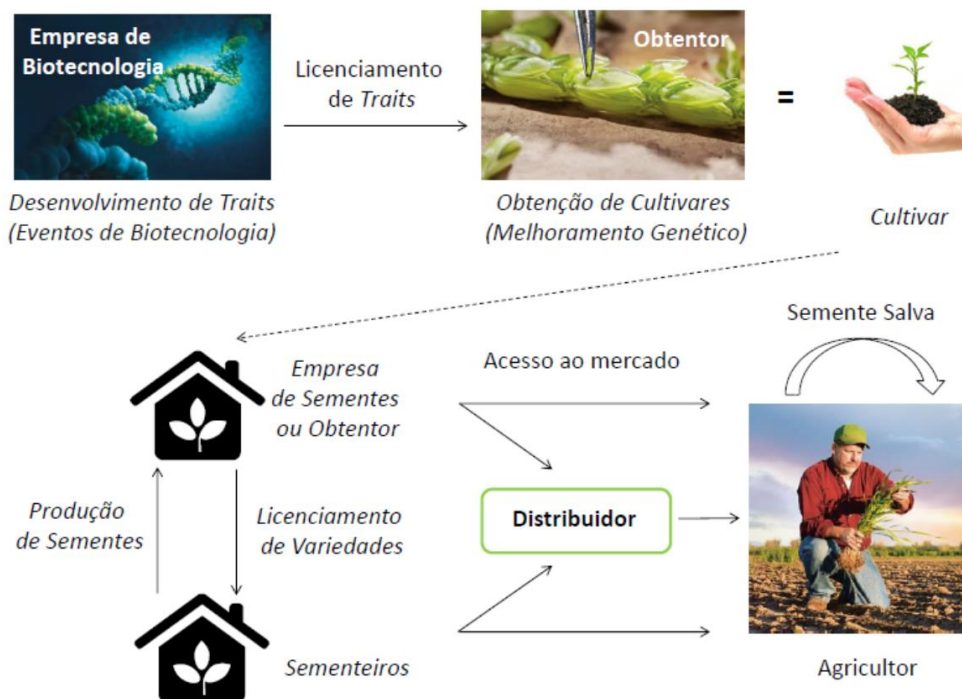 Empresa de
Biotecnologia
Licenciamento
de Traits
Obtentor
=
Desenvolvimento de Traits
(Eventos de Biotecnologia)
Obtenção de Cultivares
(Melhoramento Genético)
Cultivar
Semente Salva
Acesso ao mercado
Empresa
de Sementes
ou Obtentor
Produção
de Sementes
Licenciamento
de Variedades
Distribuidor
Sementeiros
Agricultor